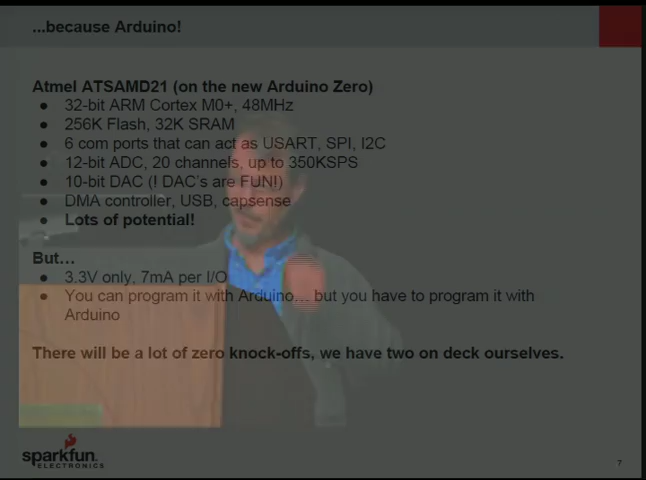 ...because Arduino!
Atmel ATSAMD21 (on the new Arduino Zero)
● 32-bit ARM Cortex M0+, 48MHz
● 256K Flash, 32K SRAM
● 6 com ports that can act as USART, SPI, I2C
● 12-bit ADC, 20 channels, up to 350KSPS
● 10-bit DAC (! DAC's are FUN!)
● DMA controller, USB, capsense
● Lots of potential!
But...
● 3.3V only, 7mA per I/O
● You can program it with Arduino... but you have to program it with
Arduino
There will be a lot of zero knock-offs, we have two on deck ourselves.
sparkfun
ELECTRONICS
7